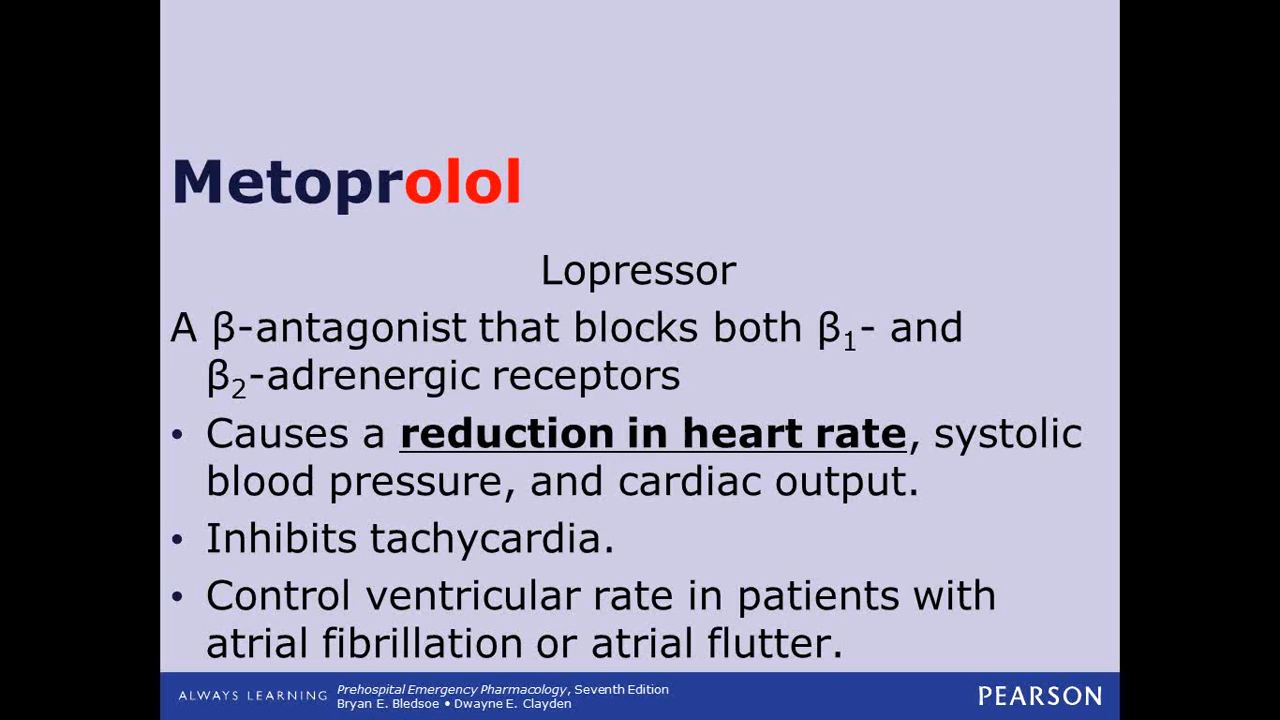 Metoprolol
Lopressor
A β-antagonist that blocks both β₁- and
β₂-adrenergic receptors
• Causes a reduction in heart rate, systolic
blood pressure, and cardiac output.
• Inhibits tachycardia.
• Control ventricular rate in patients with
atrial fibrillation or atrial flutter.
ALWAYS LEARNING
Prehospital Emergency Pharmacology, Seventh Edition
Bryan E. Bledsoe • Dwayne E. Clayden
PEARSON